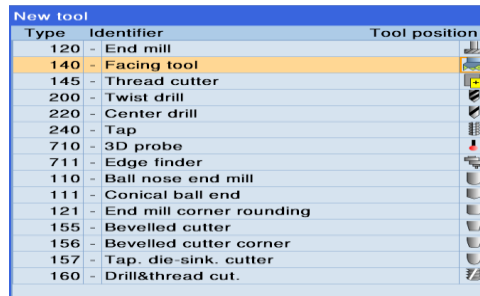 New tool
Type Identifier Tool position
120 - End mill
140 - Facing tool
145 - Thread cutter
200 - Twist drill
220 - Center drill
240 - Tap
710 - 3D probe
711 - Edge finder
110 - Ball nose end mill
111 - Conical ball end
121 - End mill corner rounding
155 - Bevelled cutter
156 - Bevelled cutter corner
157 - Tap. die-sink. cutter
160 - Drill&thread cut.